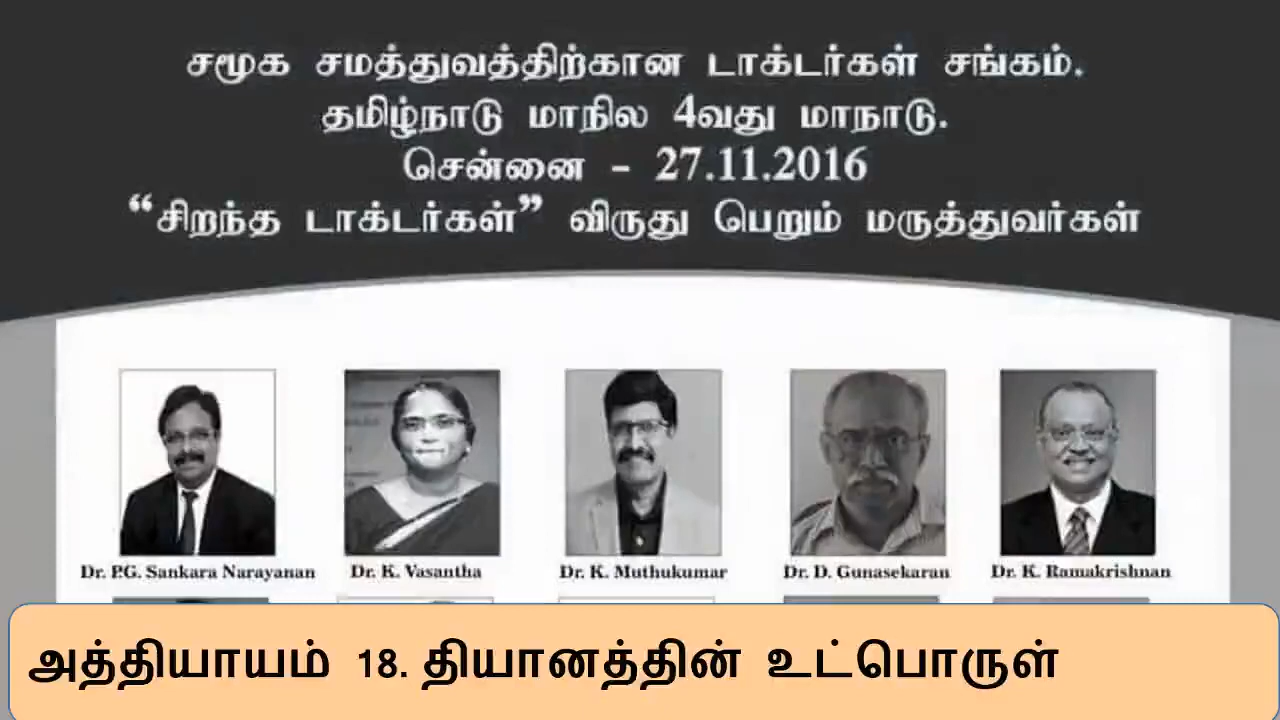 சமூக சமத்துவத்திற்கான டாக்டர்கள் சங்கம்.
தமிழ்நாடு மாநில 4வது மாநாடு.
சென்னை - 27.11.2016
“சிறந்த டாக்டர்கள்” விருது பெறும் மருத்துவர்கள்
Dr. P.G. Sankara Narayanan Dr. K. Vasantha Dr. K. Muthukumar Dr. D. Gunasekaran Dr. K. Ramakrishnan
அத்தியாயம் 18. தியானத்தின் உட்பொருள்